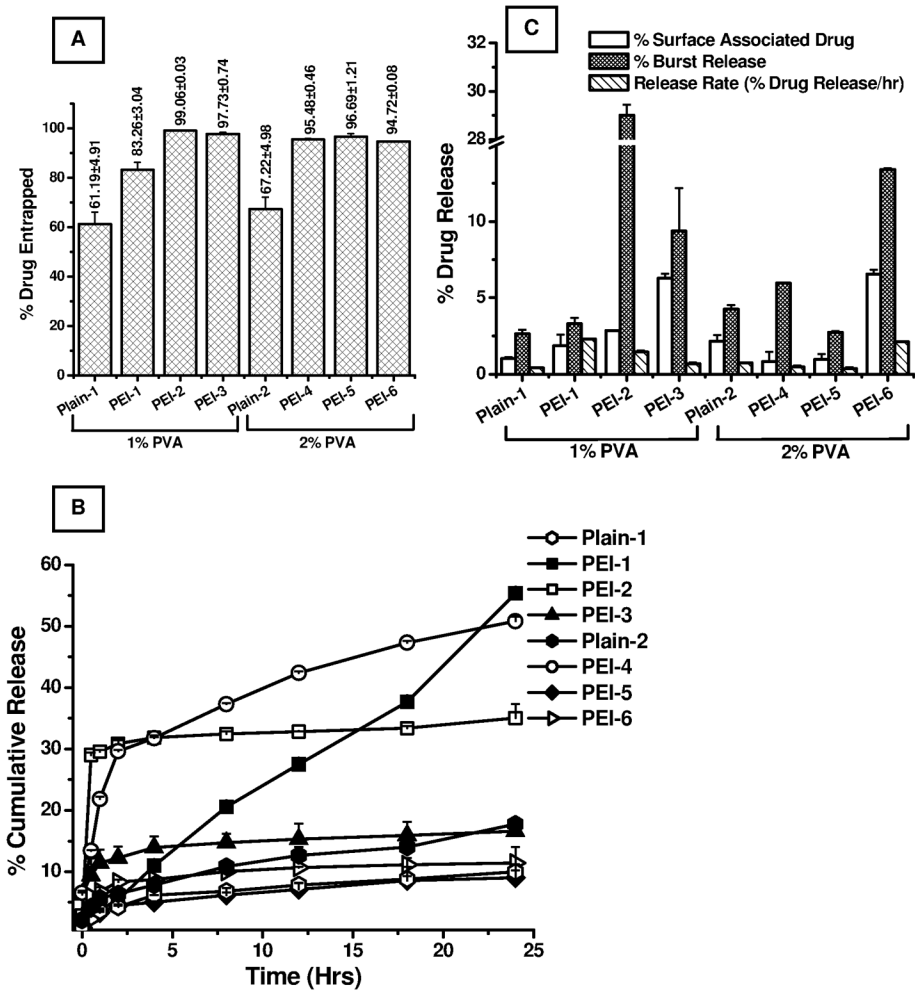 A
% Drug Entrapped
100
80
60
40
20
0
61.19±4.91
83.26±3.04
99.06±0.03
97.73±0.74
67.22±4.98
95.48±0.46
96.69±1.21
94.72±0.08
Plain-1
PEI-1
PEI-2
PEI-3
Plain-2
PEI-4
PEI-5
PEI-6
1% PVA
2% PVA
C
% Surface Associated Drug
% Burst Release
Release Rate (% Drug Release/hr)
% Drug Release
32
28
10
5
0
Plain-1
PEI-1
PEI-2
PEI-3
Plain-2
PEI-4
PEI-5
PEI-6
1% PVA
2% PVA
B
% Cumulative Release
60
50
40
30
20
10
0
5
10
15
20
25
Time (Hrs)
Plain-1
PEI-1
PEI-2
PEI-3
Plain-2
PEI-4
PEI-5
PEI-6